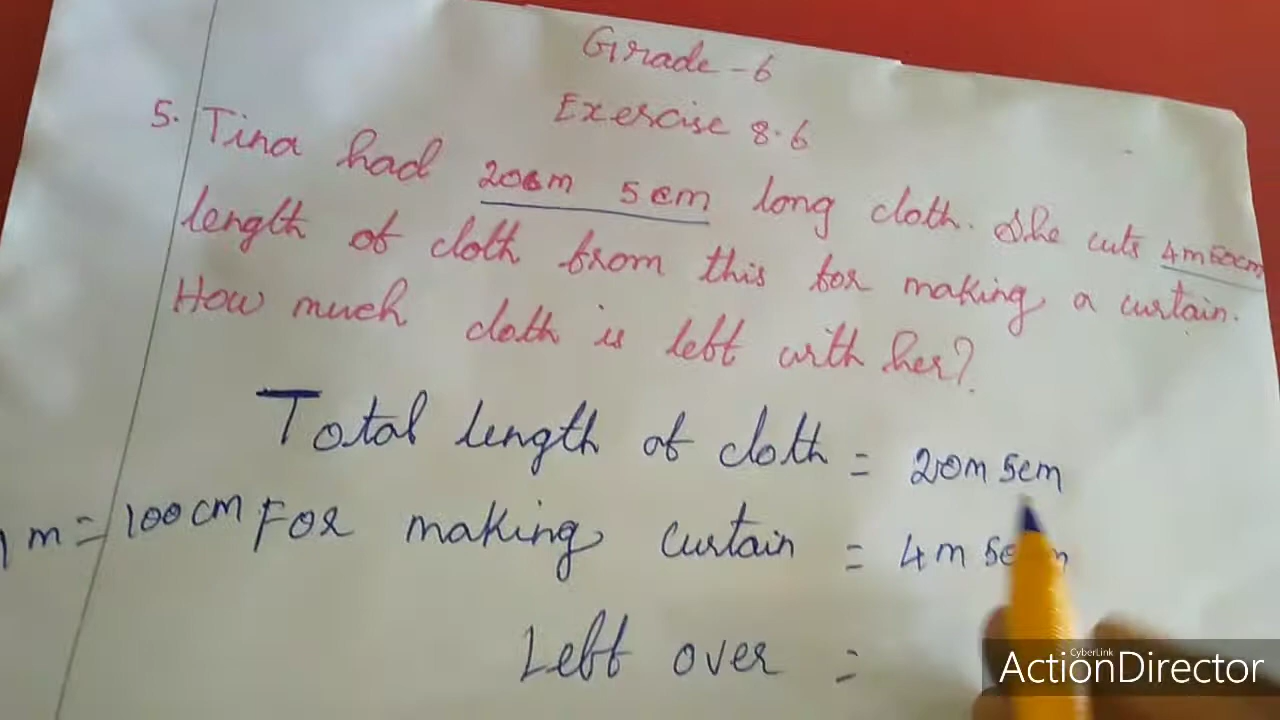 Grade - 6
Exercise 8.6
5. Tina had 20m 5cm long cloth. She cuts 4m 50cm
length of cloth from this for making a curtain.
How much cloth is left with her?
Total length of cloth = 20m 5cm
1 m = 100cm For making curtain = 4m
Left over =
CyberLink
ActionDirector